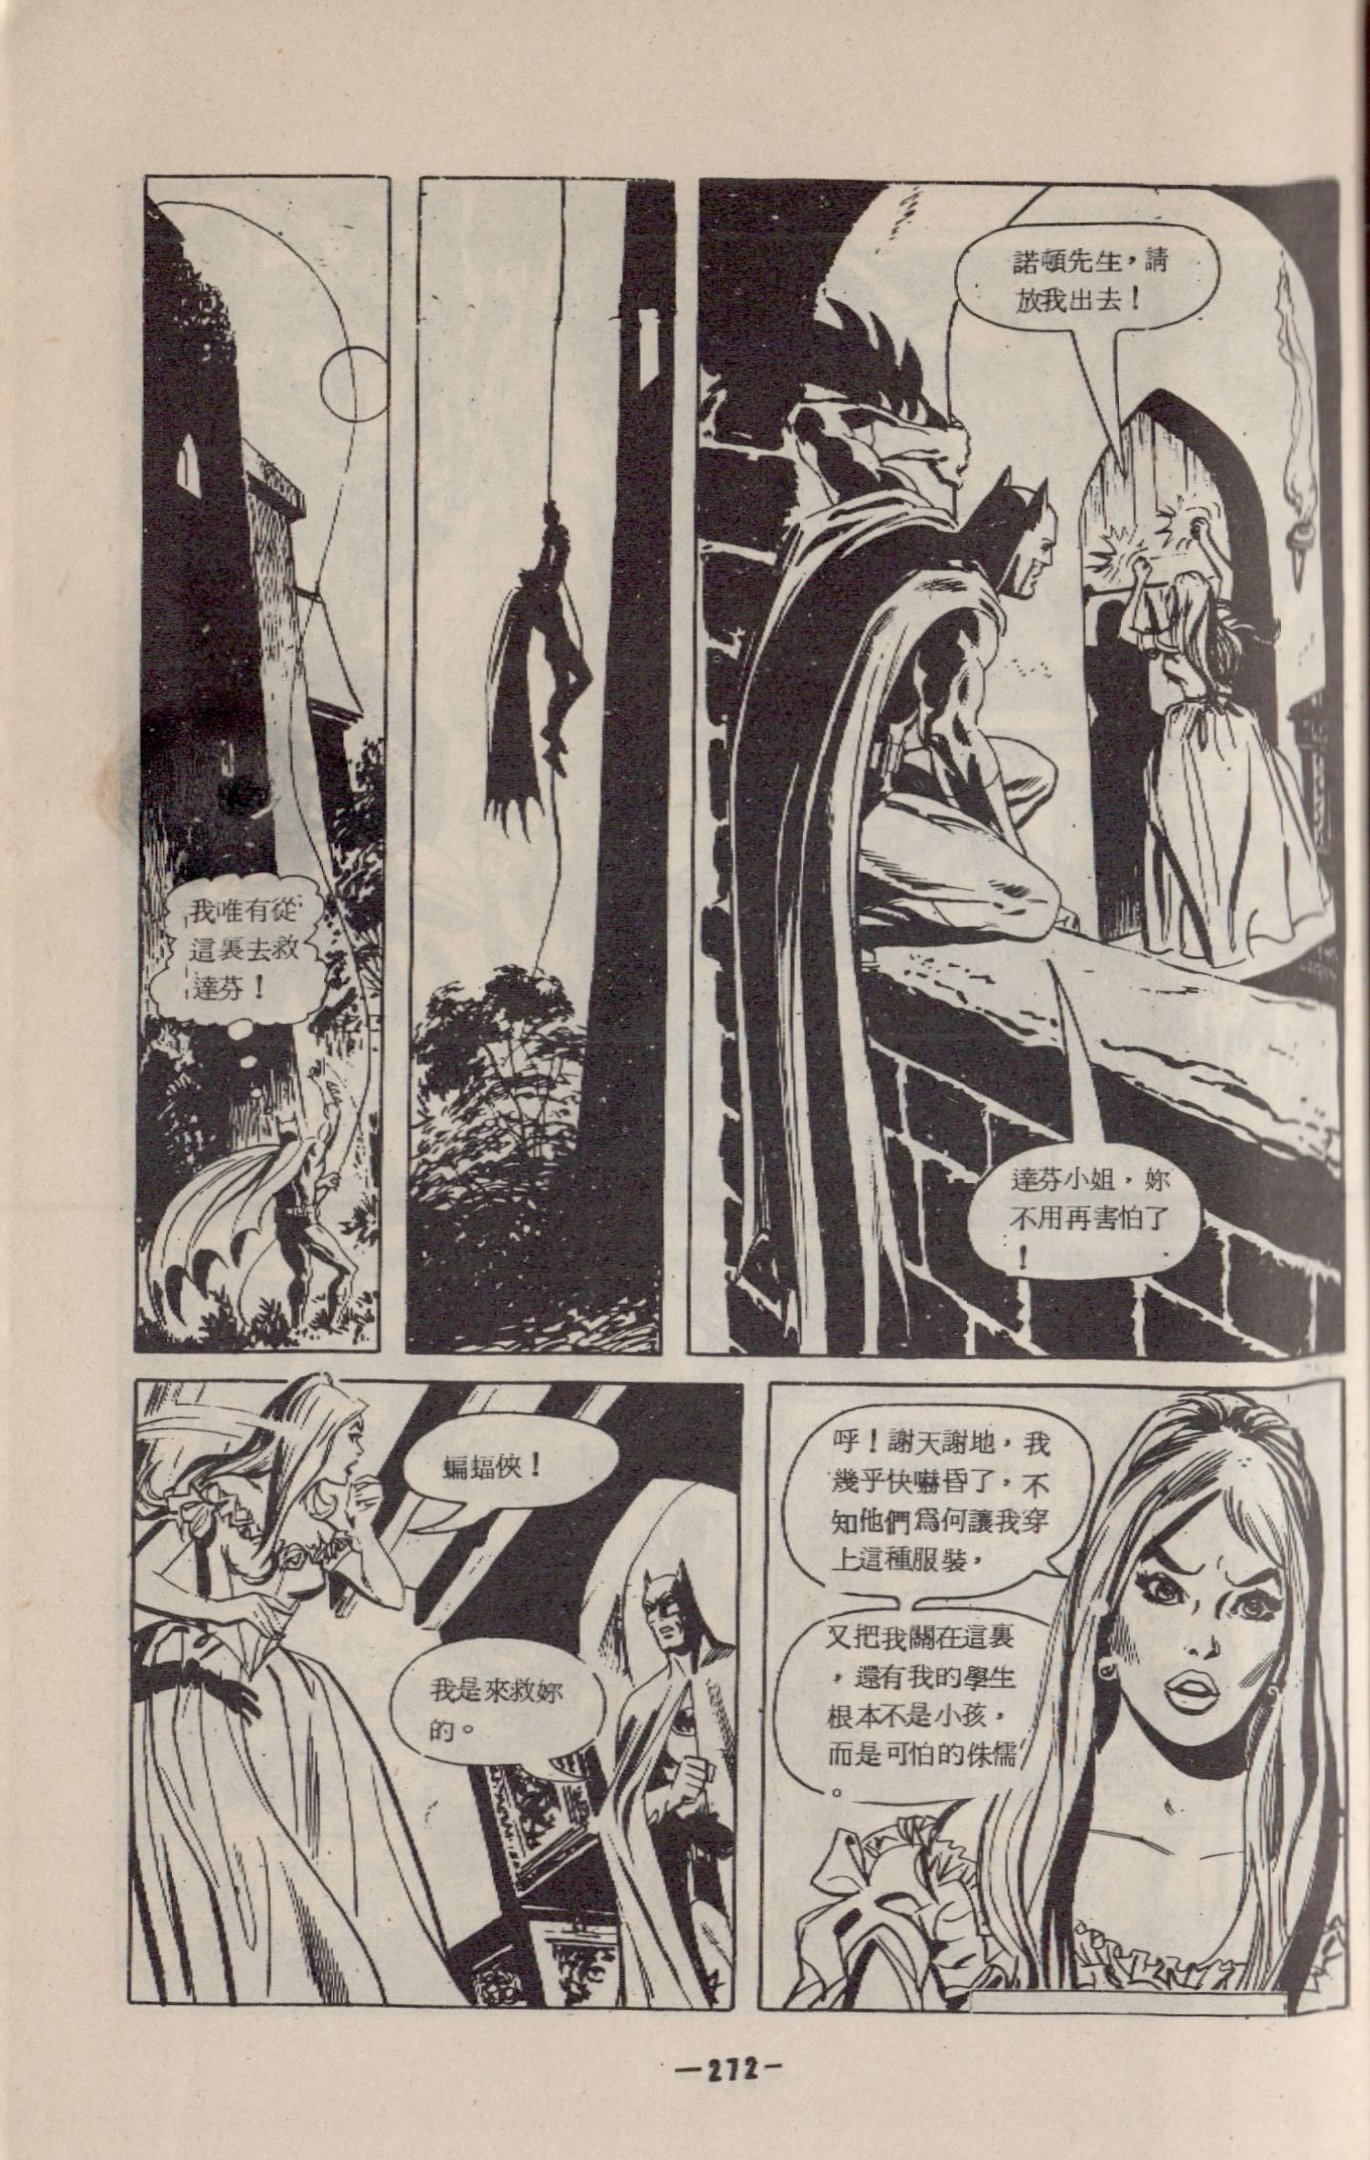 我唯有從
這裏去救
達芬！
諾頓先生，請
放我出去！
達芬小姐，妳
不用再害怕了
！
蝙蝠俠！
我是來救妳
的。
呼！謝天謝地，我
幾乎快嚇昏了，不
知他們爲何讓我穿
上這種服裝，
又把我關在這裏
，還有我的學生
根本不是小孩，
而是可怕的侏儒
。
—272—